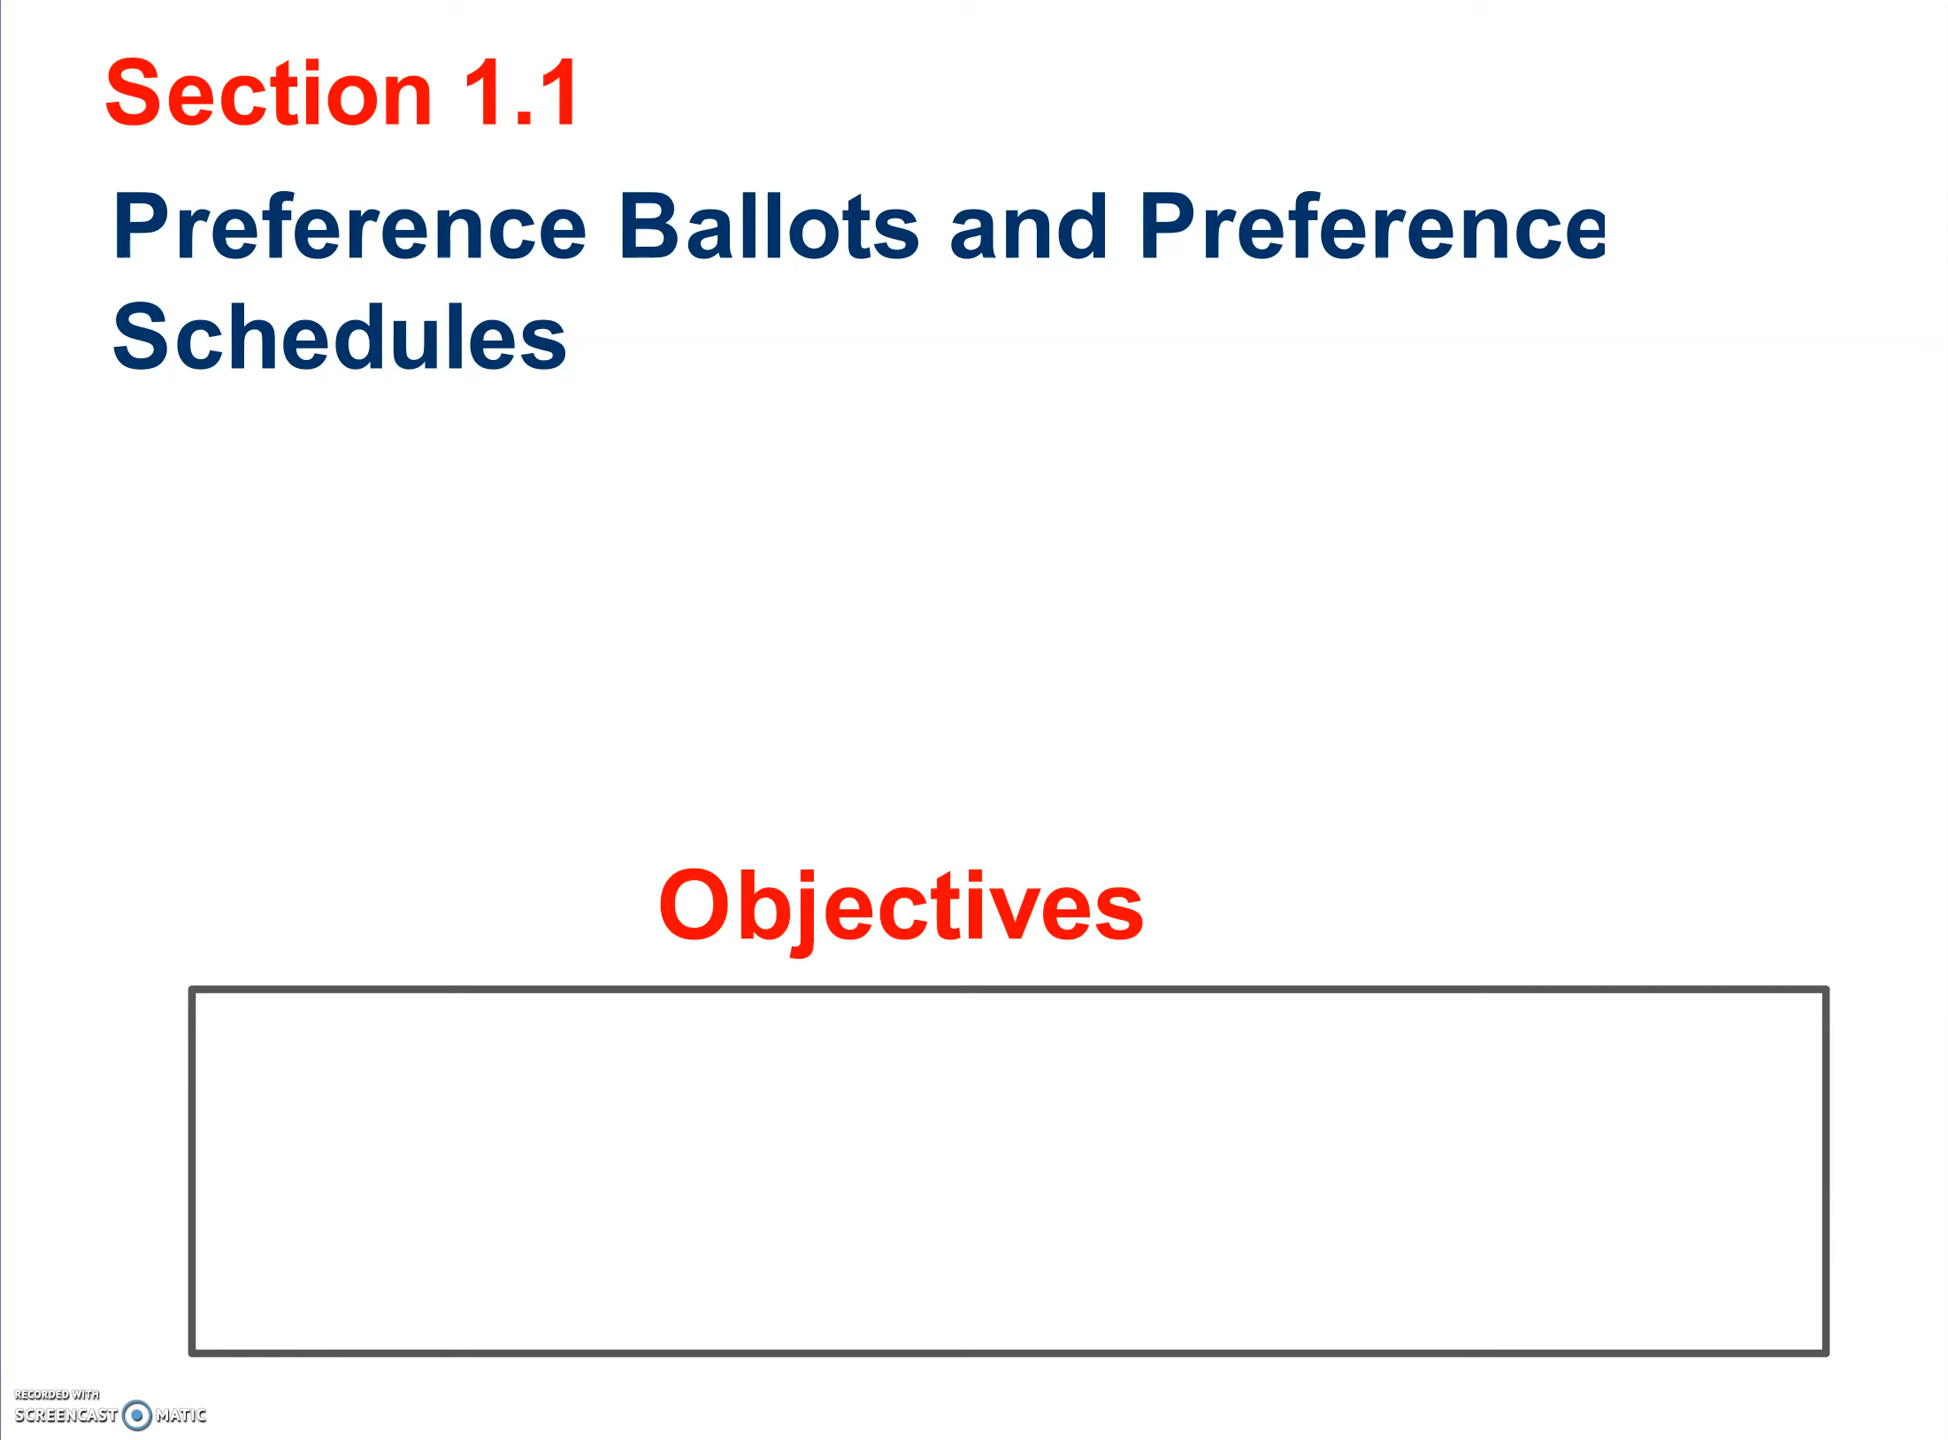 Section 1.1
Preference Ballots and Preference
Schedules
Objectives
RECORDED WITH
SCREENCAST MATIC